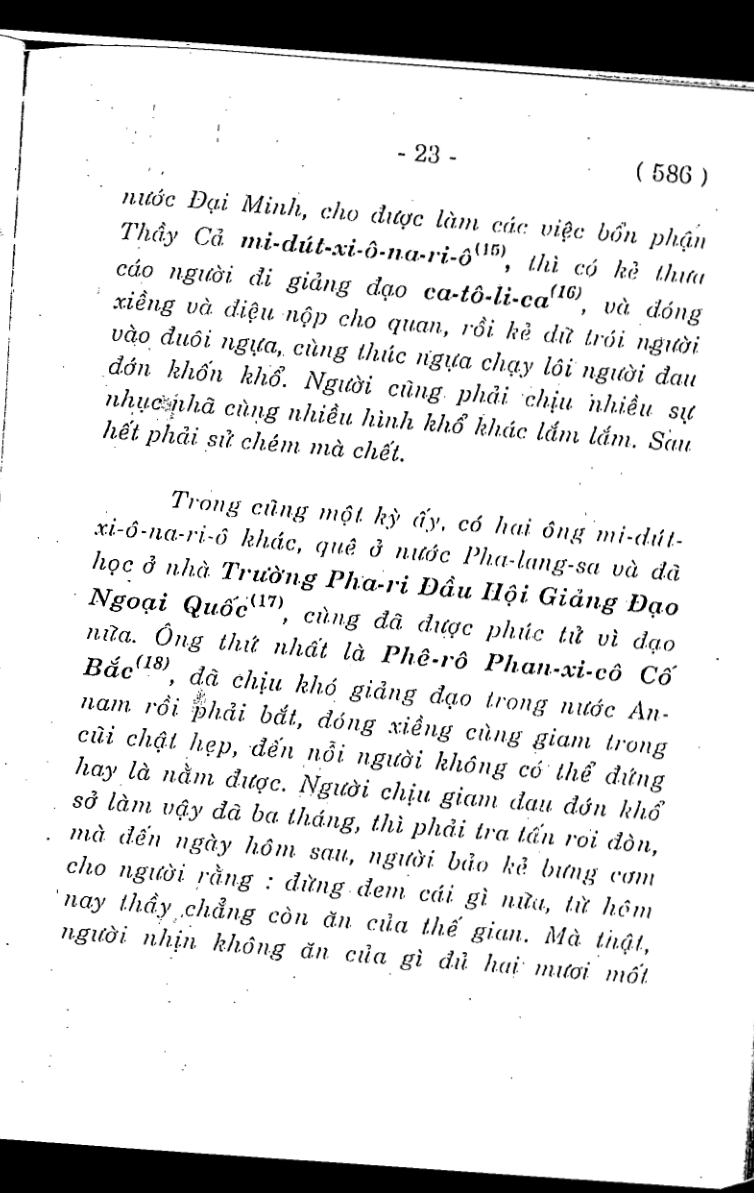 - 23 -
( 586 )
nước Đại Minh, cho được làm các việc bổn phận
Thầy Cả mi-dút-xi-ô-na-ri-ô(15), thì có kẻ thưa
cáo người đi giảng đạo ca-tô-li-ca(16), và đóng
xiềng và điệu nộp cho quan, rồi kẻ dữ trói người
vào đuôi ngựa, cùng thúc ngựa chạy lôi người đau
đớn khốn khổ. Người cũng phải chịu nhiều sự
nhục nhã cùng nhiều hình khổ khác lắm lắm. Sau
hết phải sử chém mà chết.
Trong cũng một kỳ ấy, có hai ông mi-dút-
xi-ô-na-ri-ô khác, quê ở nước Pha-lang-sa và đã
học ở nhà Trường Pha-ri Đầu Hội Giảng Đạo
Ngoại Quốc(17), cùng đã được phúc tử vì đạo
nữa. Ông thứ nhất là Phê-rô Phan-xi-cô Cố
Bắc(18), đã chịu khó giảng đạo trong nước An-
nam rồi phải bắt, đóng xiềng cùng giam trong
cũi chật hẹp, đến nỗi người không có thể đứng
hay là nằm được. Người chịu giam đau đớn khổ
sở làm vậy đã ba tháng, thì phải tra tấn roi đòn,
mà đến ngày hôm sau, người bảo kẻ bưng cơm
cho người rằng : đừng đem cái gì nữa, từ hôm
nay thầy chẳng còn ăn của thế gian. Mà thật,
người nhịn không ăn của gì đủ hai mươi mốt